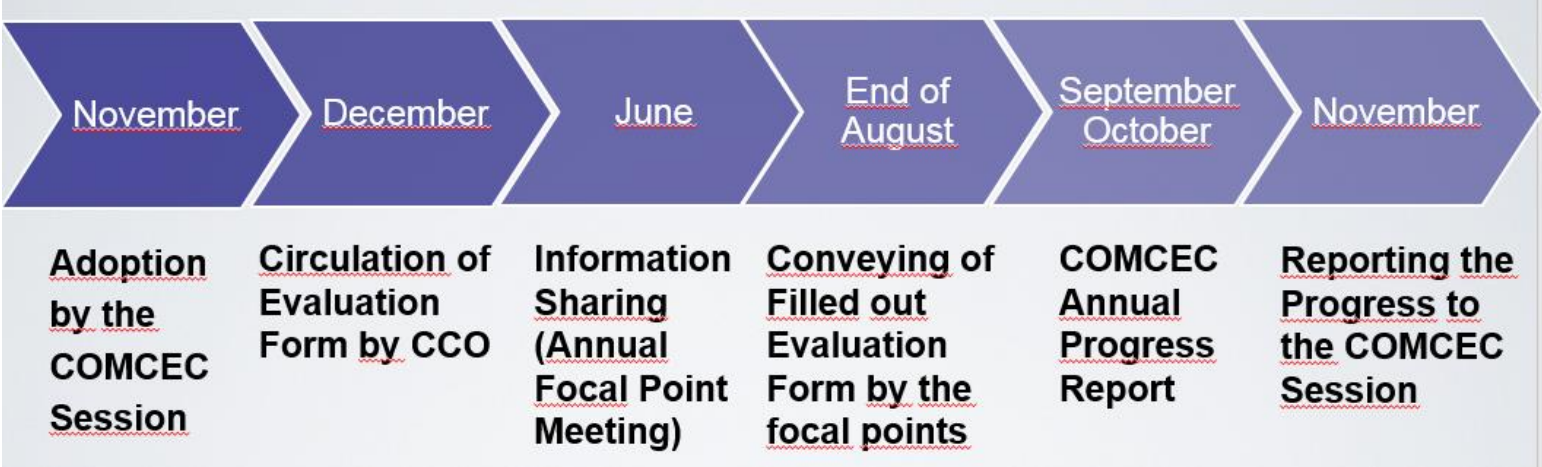 November
December
June
End of
August
September
October
November
Adoption
by the
COMCEC
Session
Circulation of
Evaluation
Form by CCO
Information
Sharing
(Annual
Focal Point
Meeting)
Conveying of
Filled out
Evaluation
Form by the
focal points
COMCEC
Annual
Progress
Report
Reporting the
Progress to
the COMCEC
Session